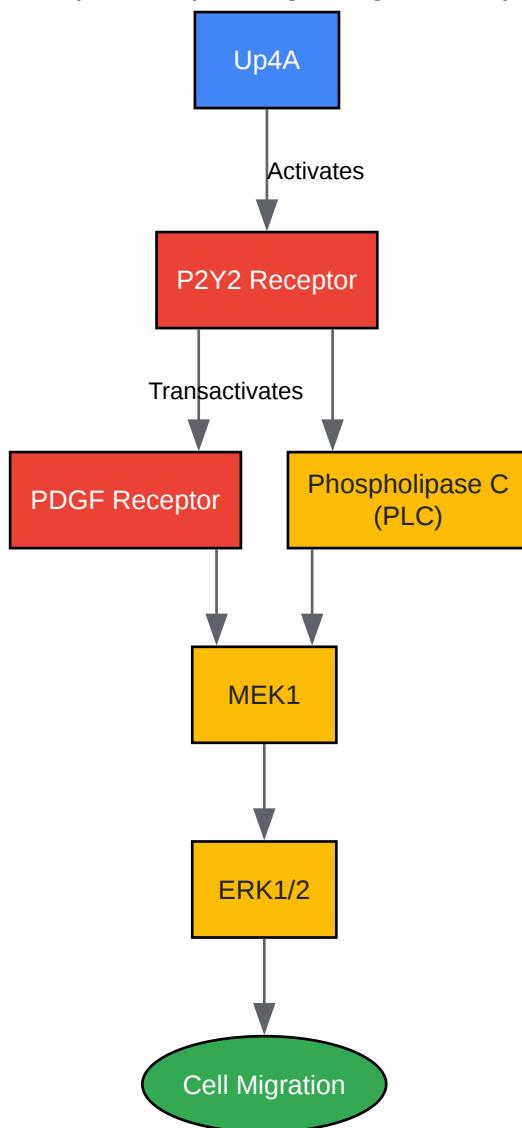 Up4A
Activates
P2Y2 Receptor
Transactivates
PDGF Receptor
Phospholipase C
(PLC)
MEK1
ERK1/2
Cell Migration